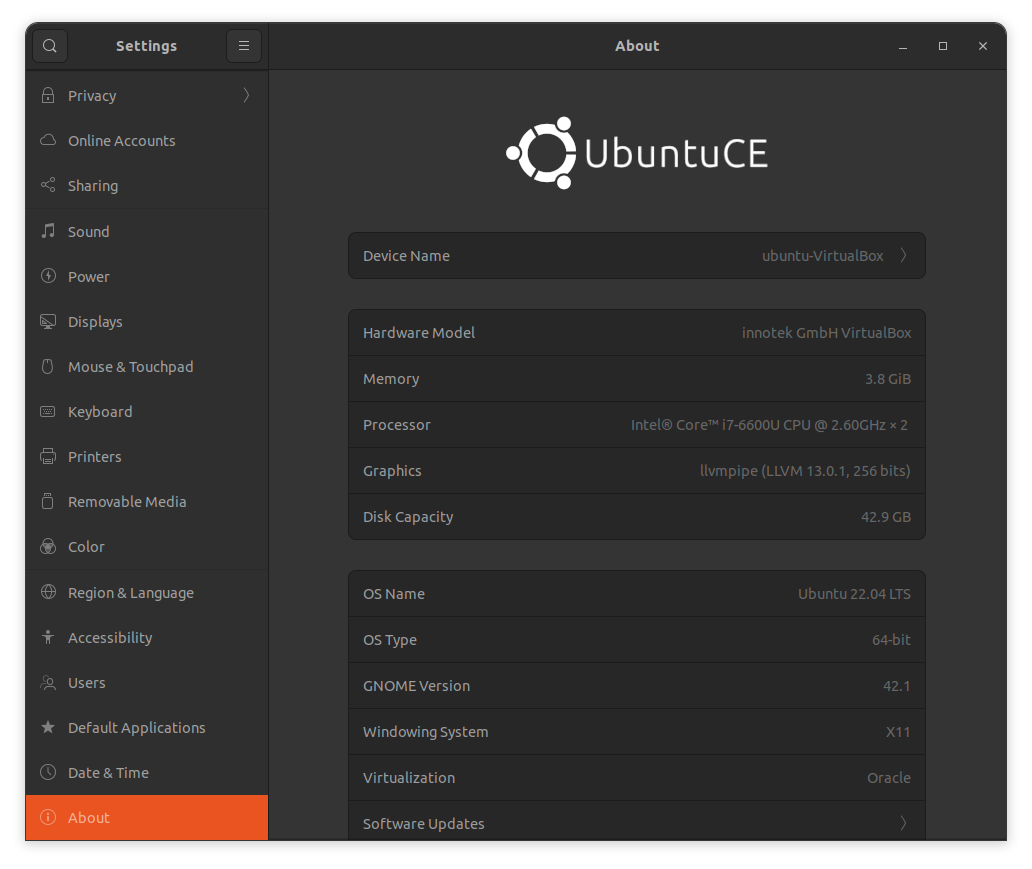 Settings
About
Privacy
Online Accounts
Sharing
Sound
Power
Displays
Mouse & Touchpad
Keyboard
Printers
Removable Media
Color
Region & Language
Accessibility
Users
Default Applications
Date & Time
About
UbuntuCE
Device Name ubuntu-VirtualBox
Hardware Model innotek GmbH VirtualBox
Memory 3.8 GiB
Processor Intel® Core™ i7-6600U CPU @ 2.60GHz × 2
Graphics llvmpipe (LLVM 13.0.1, 256 bits)
Disk Capacity 42.9 GB
OS Name Ubuntu 22.04 LTS
OS Type 64-bit
GNOME Version 42.1
Windowing System X11
Virtualization Oracle
Software Updates